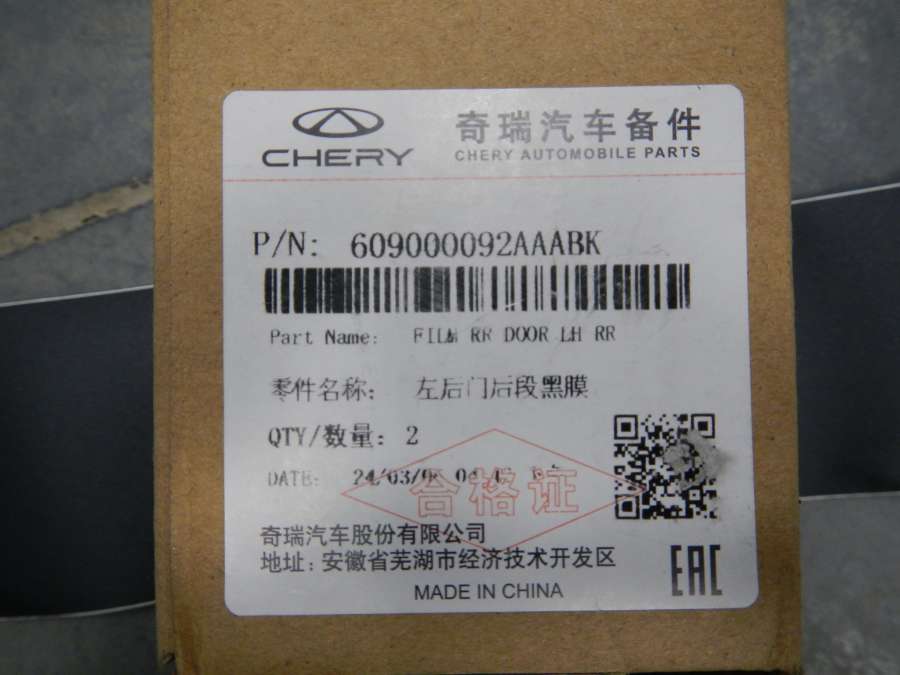 CHERY
奇瑞汽车备件
CHERY AUTOMOBILE PARTS
P/N: 609000092AAABK
Part Name: FILM RR DOOR LH RR
零件名称: 左后门后段黑膜
QTY/数量: 2
DATE:
合格证
奇瑞汽车股份有限公司
地址:安徽省芜湖市经济技术开发区
MADE IN CHINA
EAC